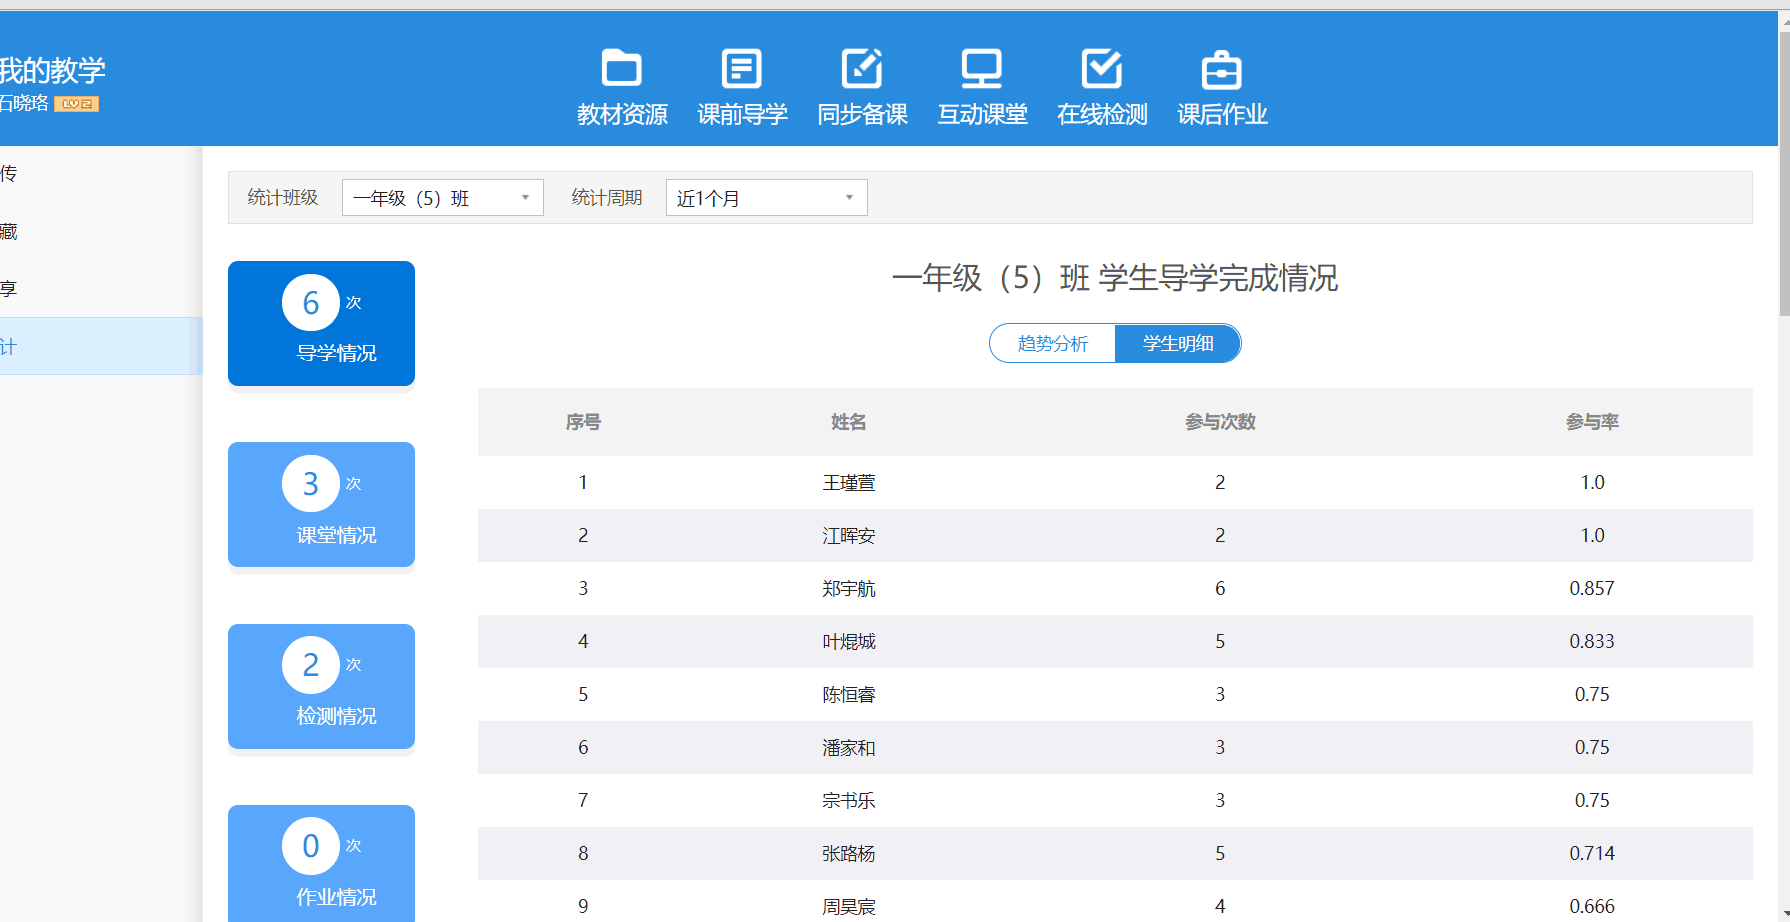 我的教学
石晓珞 LV 2
教材资源 课前导学 同步备课 互动课堂 在线检测 课后作业
传
藏
享
计
统计班级 一年级（5）班 统计周期 近1个月
6 次
导学情况
3 次
课堂情况
2 次
检测情况
0 次
作业情况
一年级（5）班 学生导学完成情况
趋势分析 学生明细
序号 姓名 参与次数 参与率
1 王瑾萱 2 1.0
2 江晖安 2 1.0
3 郑宇航 6 0.857
4 叶焜城 5 0.833
5 陈恒睿 3 0.75
6 潘家和 3 0.75
7 宗书乐 3 0.75
8 张路杨 5 0.714
9 周昊宸 4 0.666